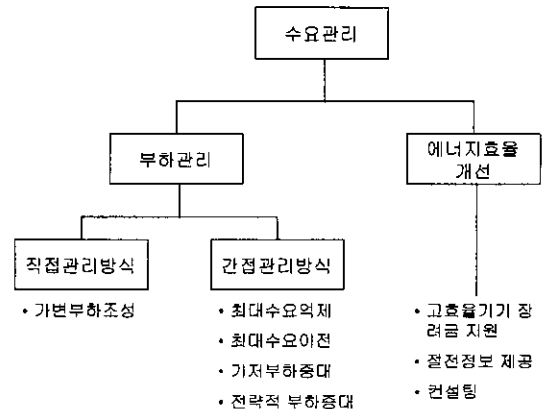 수요관리
부하관리
에너지효율
개선
직접관리방식
간접관리방식
• 가변부하조성
• 최대수요억제
• 최대수요이전
• 기저부하증대
• 전략적 부하증대
• 고효율기기 장
려금 지원
• 절전정보 제공
• 컨설팅